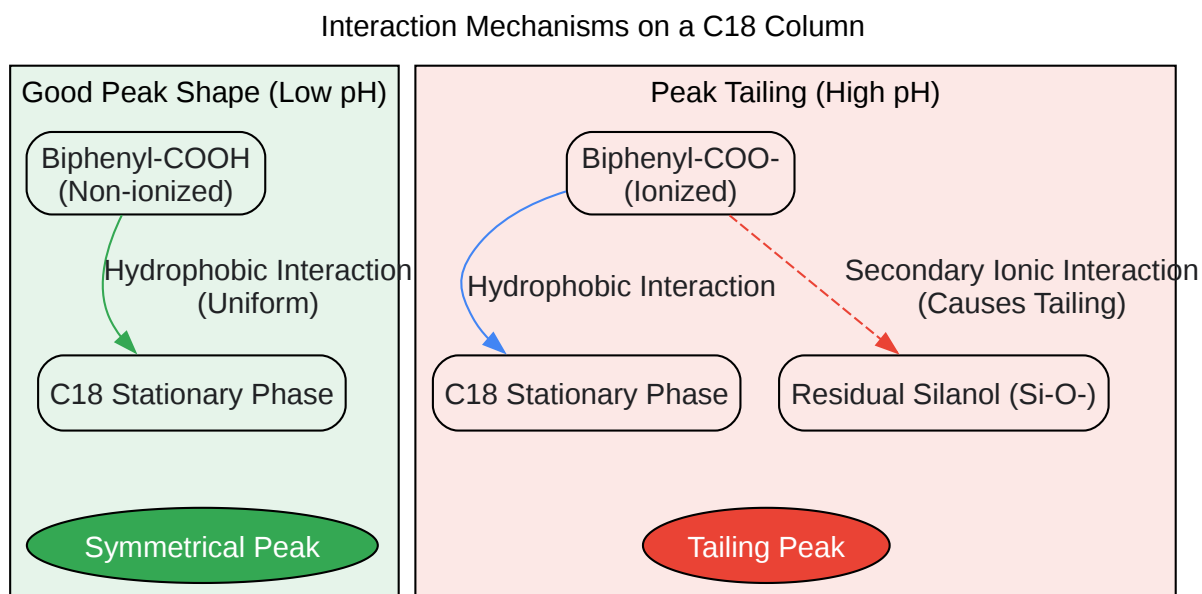 Interaction Mechanisms on a C18 Column
Good Peak Shape (Low pH)
Biphenyl-COOH
(Non-ionized)
Hydrophobic Interaction
(Uniform)
C18 Stationary Phase
Symmetrical Peak
Peak Tailing (High pH)
Biphenyl-COO-
(Ionized)
Hydrophobic Interaction
Secondary Ionic Interaction
(Causes Tailing)
C18 Stationary Phase
Residual Silanol (Si-O-)
Tailing Peak